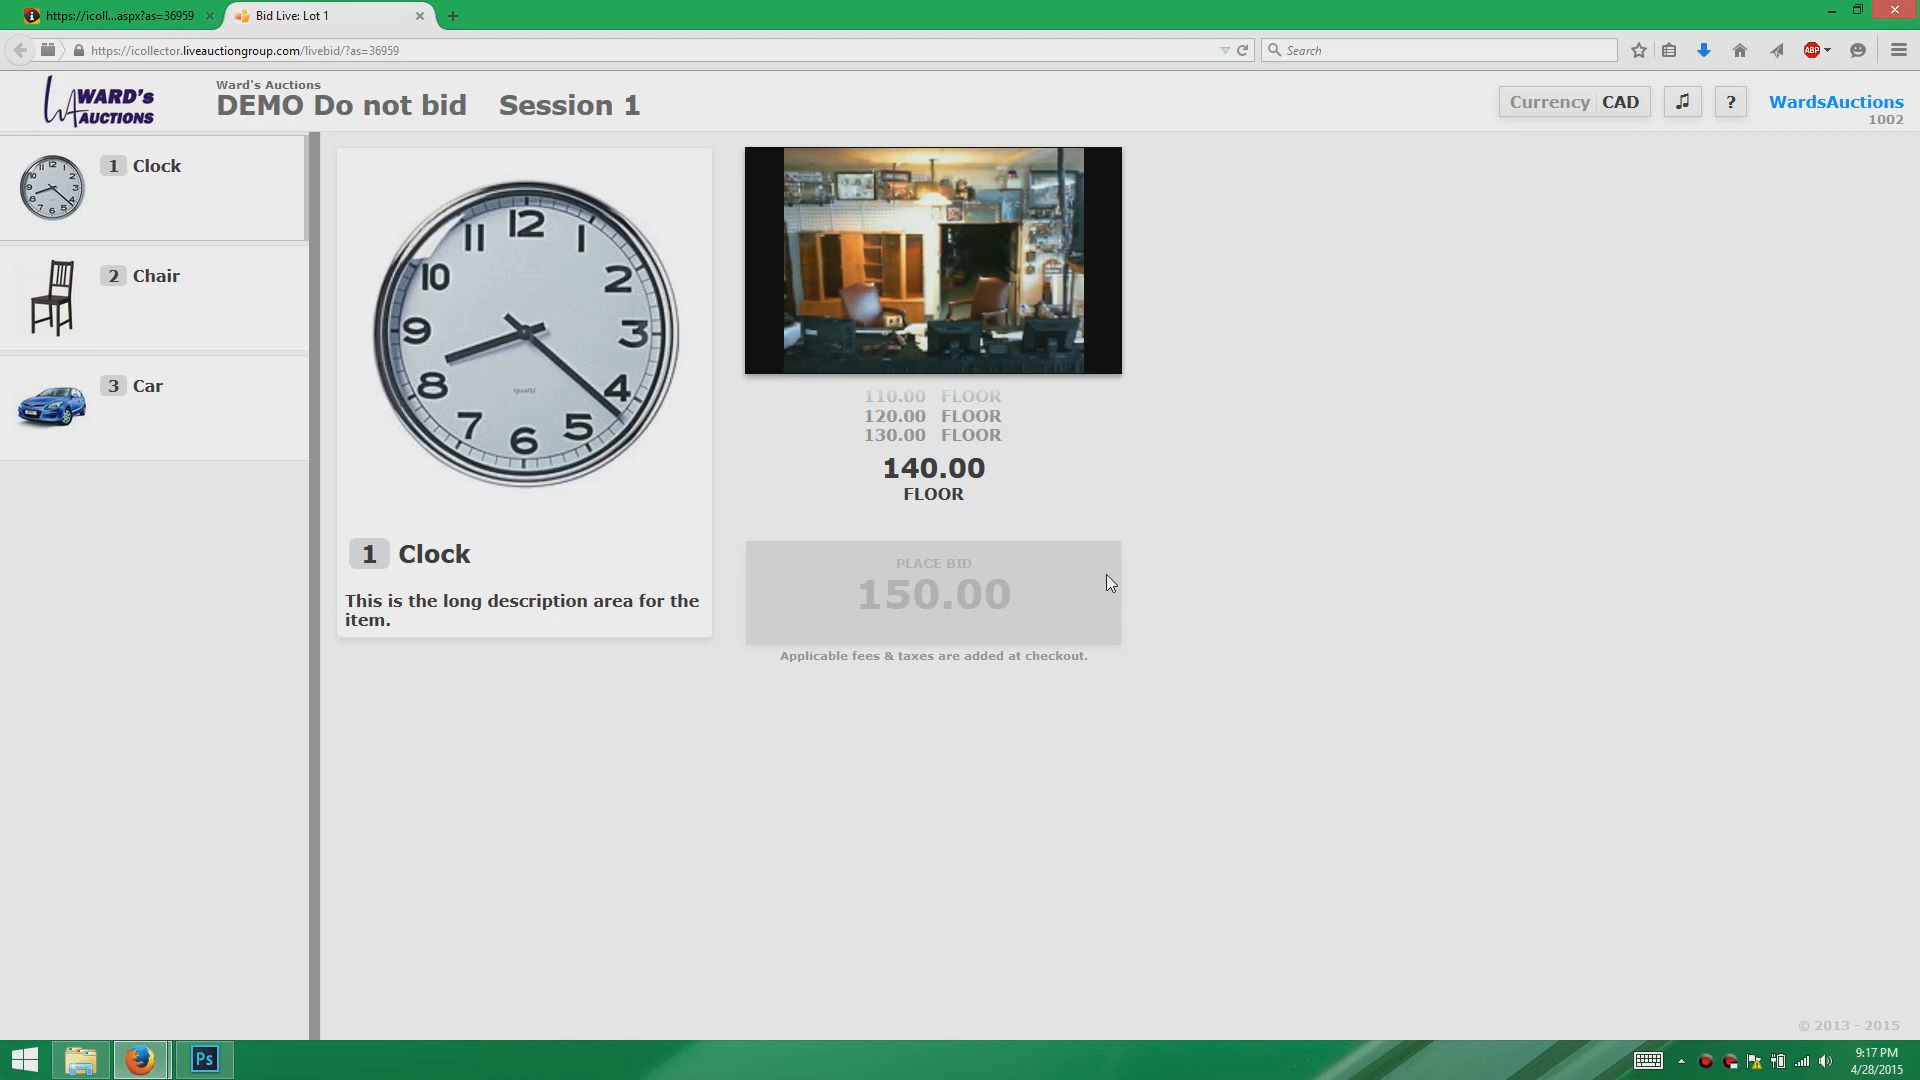 https://icoll...aspx?as=36959
Bid Live: Lot 1
https://icollector.liveauctiongroup.com/livebid/?as=36959
Search
ABP
WARD's
AUCTIONS
Ward's Auctions
DEMO Do not bid Session 1
Currency CAD
?
WardsAuctions
1002
1 Clock
2 Chair
3 Car
12
1
2
3
4
5
6
7
8
9
10
11
quartz
1 Clock
This is the long description area for the
item.
110.00 FLOOR
120.00 FLOOR
130.00 FLOOR
140.00
FLOOR
PLACE BID
150.00
Applicable fees & taxes are added at checkout.
© 2013 - 2015
Ps
9:17 PM
4/28/2015